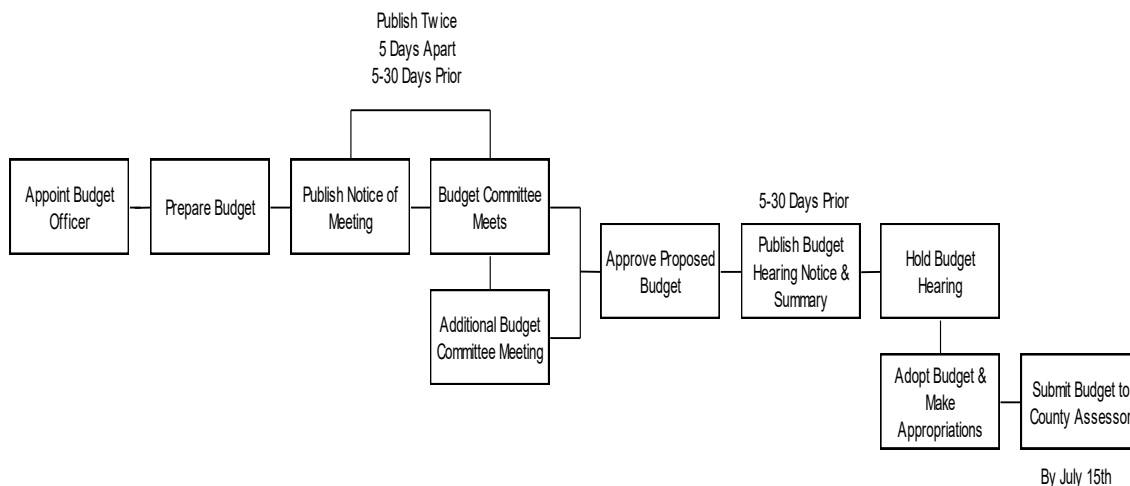 Publish Twice
5 Days Apart
5-30 Days Prior
Appoint Budget
Officer
Prepare Budget
Publish Notice of
Meeting
Budget Committee
Meets
Additional Budget
Committee Meeting
Approve Proposed
Budget
5-30 Days Prior
Publish Budget
Hearing Notice &
Summary
Hold Budget
Hearing
Adopt Budget &
Make
Appropriations
Submit Budget to
County Assessor
By July 15th